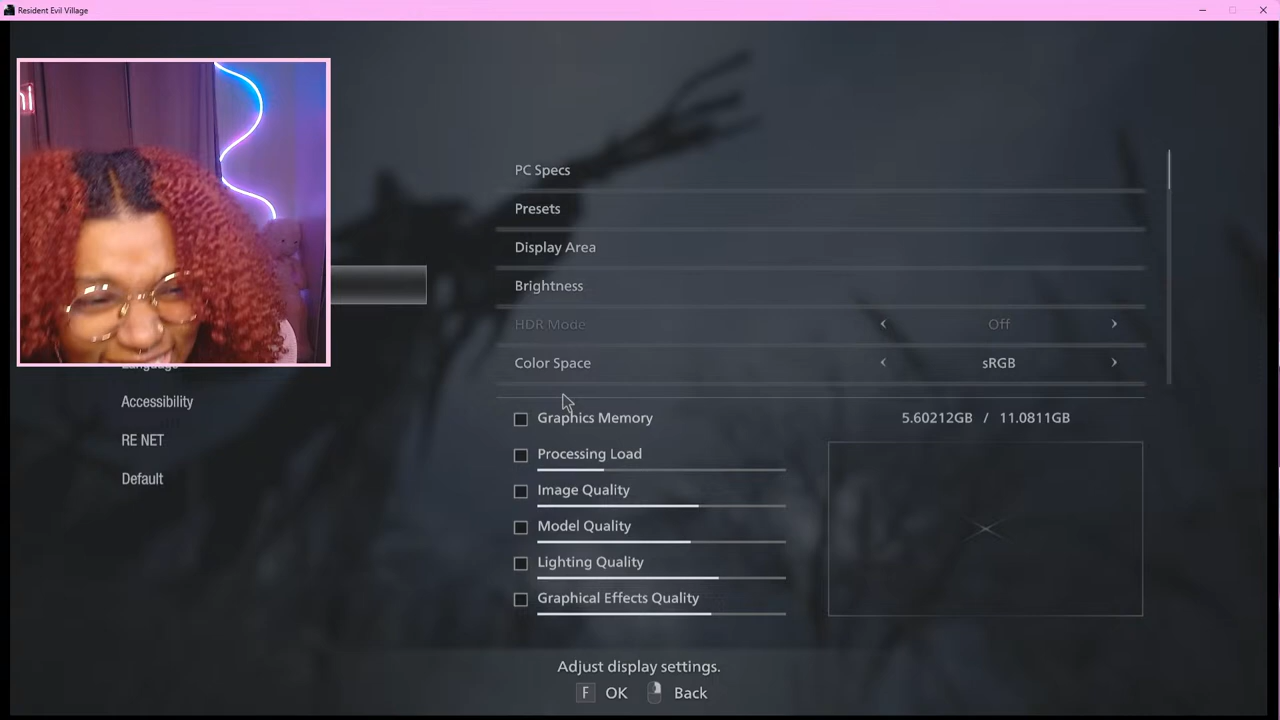 Resident Evil Village
PC Specs
Presets
Display Area
Brightness
HDR Mode
Off
Color Space
sRGB
Language
Accessibility
RE NET
Default
Graphics Memory
5.60212GB / 11.0811GB
Processing Load
Image Quality
Model Quality
Lighting Quality
Graphical Effects Quality
Adjust display settings.
F OK Back